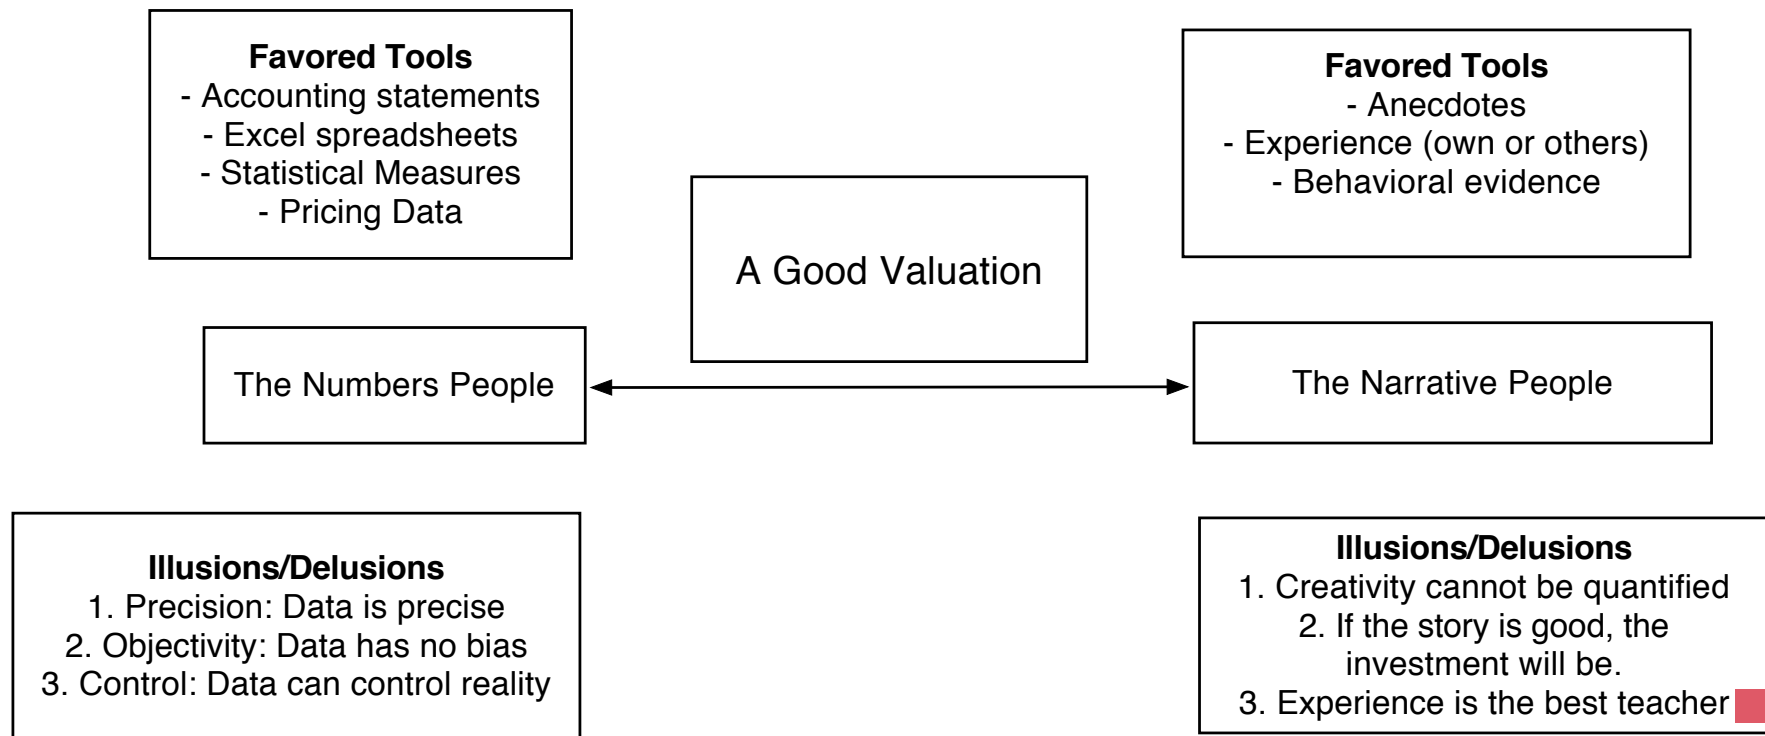 Favored Tools
- Accounting statements
- Excel spreadsheets
- Statistical Measures
- Pricing Data
Favored Tools
- Anecdotes
- Experience (own or others)
- Behavioral evidence
A Good Valuation
The Numbers People
The Narrative People
Illusions/Delusions
1. Precision: Data is precise
2. Objectivity: Data has no bias
3. Control: Data can control reality
Illusions/Delusions
1. Creativity cannot be quantified
2. If the story is good, the
investment will be.
3. Experience is the best teacher